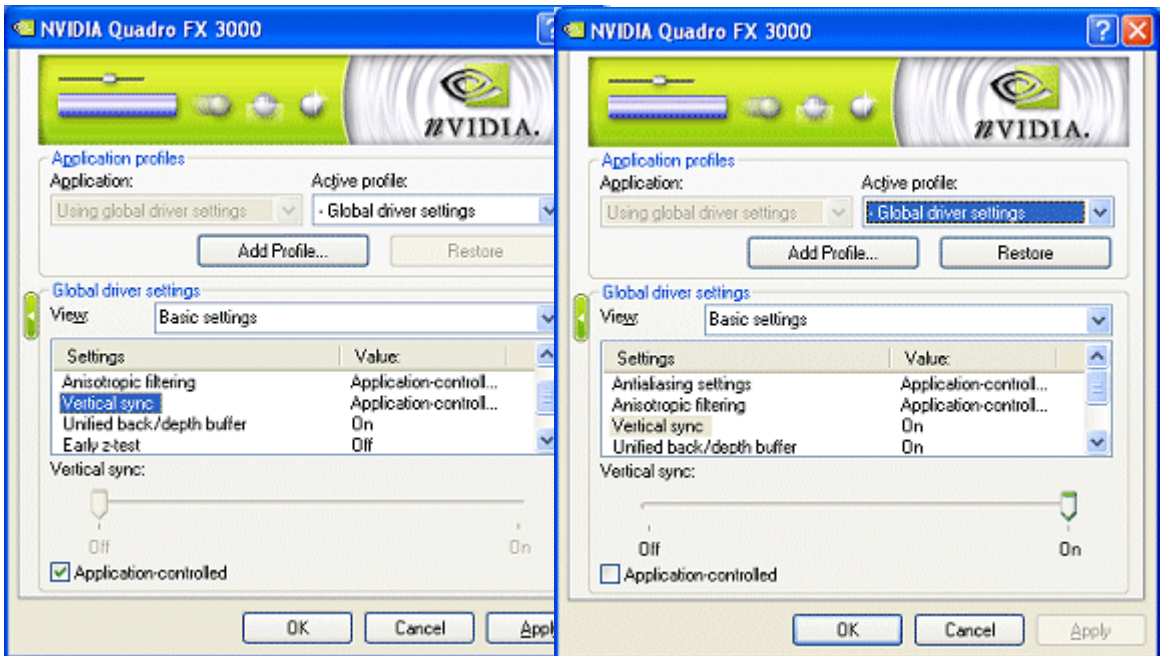 NVIDIA Quadro FX 3000
?
nVIDIA.
Application profiles
Application:
Active profile:
Using global driver settings
- Global driver settings
Add Profile...
Restore
Global driver settings
View:
Basic settings
Settings
Value:
Anisotropic filtering
Application-controll...
Vertical sync
Application-controll...
Unified back/depth buffer
On
Early z-test
Off
Vertical sync:
Off
On
Application-controlled
OK
Cancel
Appl
NVIDIA Quadro FX 3000
?
nVIDIA.
Application profiles
Application:
Active profile:
Using global driver settings
- Global driver settings
Add Profile...
Restore
Global driver settings
View:
Basic settings
Settings
Value:
Antialiasing settings
Application-controll...
Anisotropic filtering
Application-controll...
Vertical sync
On
Unified back/depth buffer
On
Vertical sync:
Off
On
Application-controlled
OK
Cancel
Apply